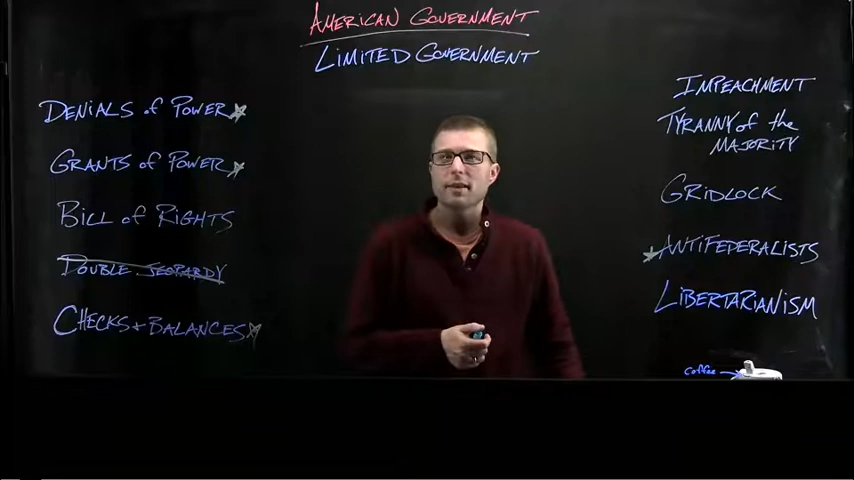 AMERICAN GOVERNMENT
LIMITED GOVERNMENT
DENIALS of POWER
GRANTS of POWER
BILL of RIGHTS
DOUBLE JEOPARDY
CHECKS + BALANCES
IMPEACHMENT
TYRANNY of the
MAJORITY
GRIDLOCK
ANTIFEDERALISTS
LIBERTARIANISM
coffee